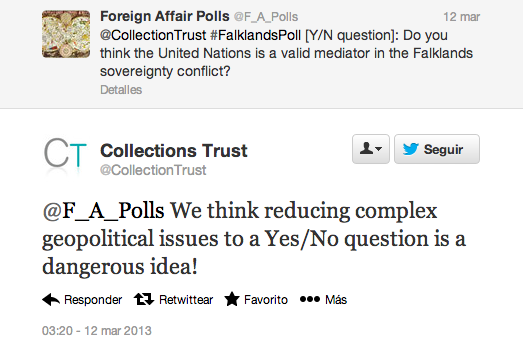 Foreign Affair Polls @F_A_Polls 12 mar
@CollectionTrust #FalklandsPoll [Y/N question]: Do you
think the United Nations is a valid mediator in the Falklands
sovereignty conflict?
Detalles
CT
Collections Trust
@CollectionTrust
Seguir
@F_A_Polls We think reducing complex
geopolitical issues to a Yes/No question is a
dangerous idea!
Responder Retwittear Favorito Más
03:20 - 12 mar 2013